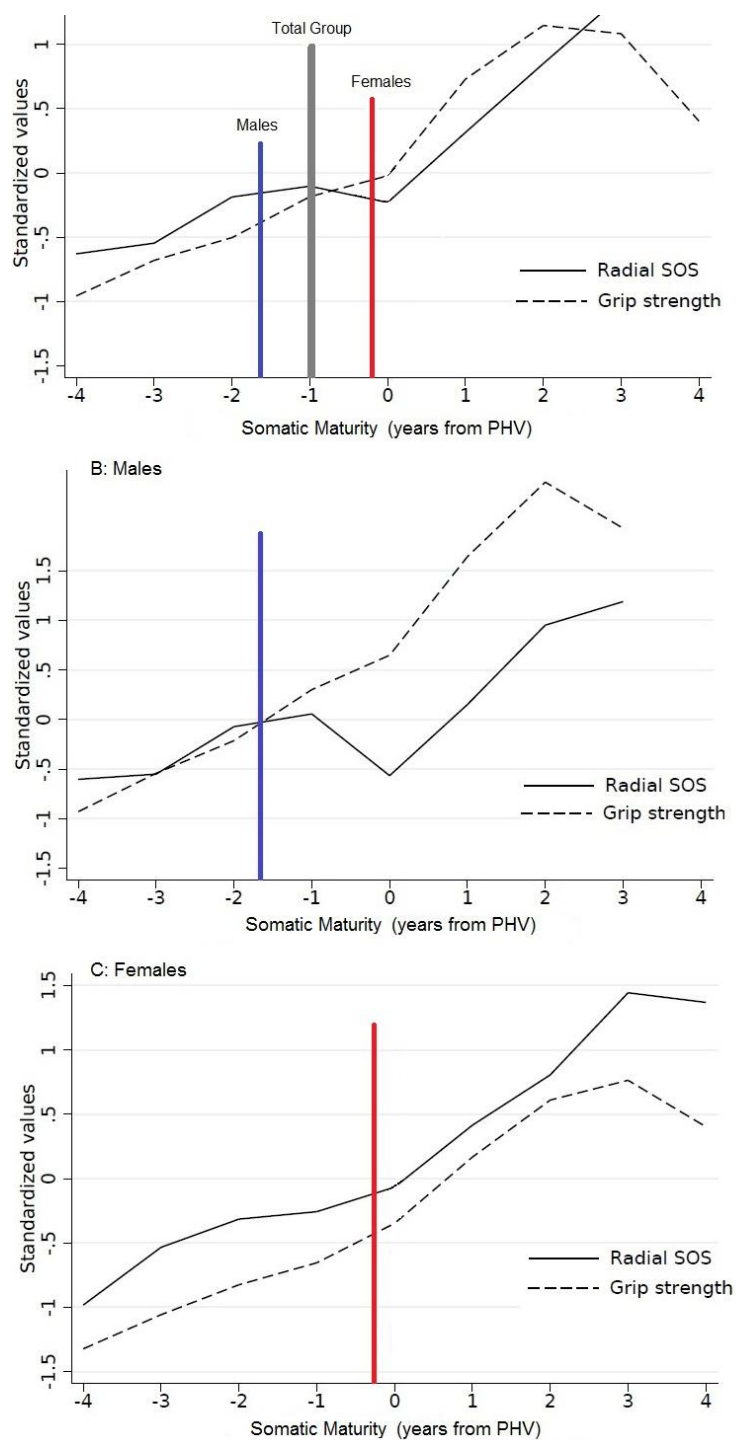 Total Group
Females
Males
Standardized values
1
.5
0
-.5
-1
-1.5
Radial SOS
Grip strength
-4 -3 -2 -1 0 1 2 3 4
Somatic Maturity (years from PHV)
B: Males
Standardized values
1.5
1
.5
0
-.5
-1
-1.5
Radial SOS
Grip strength
-4 -3 -2 -1 0 1 2 3 4
Somatic Maturity (years from PHV)
C: Females
Standardized values
1.5
1
.5
0
-.5
-1
-1.5
Radial SOS
Grip strength
-4 -3 -2 -1 0 1 2 3 4
Somatic Maturity (years from PHV)